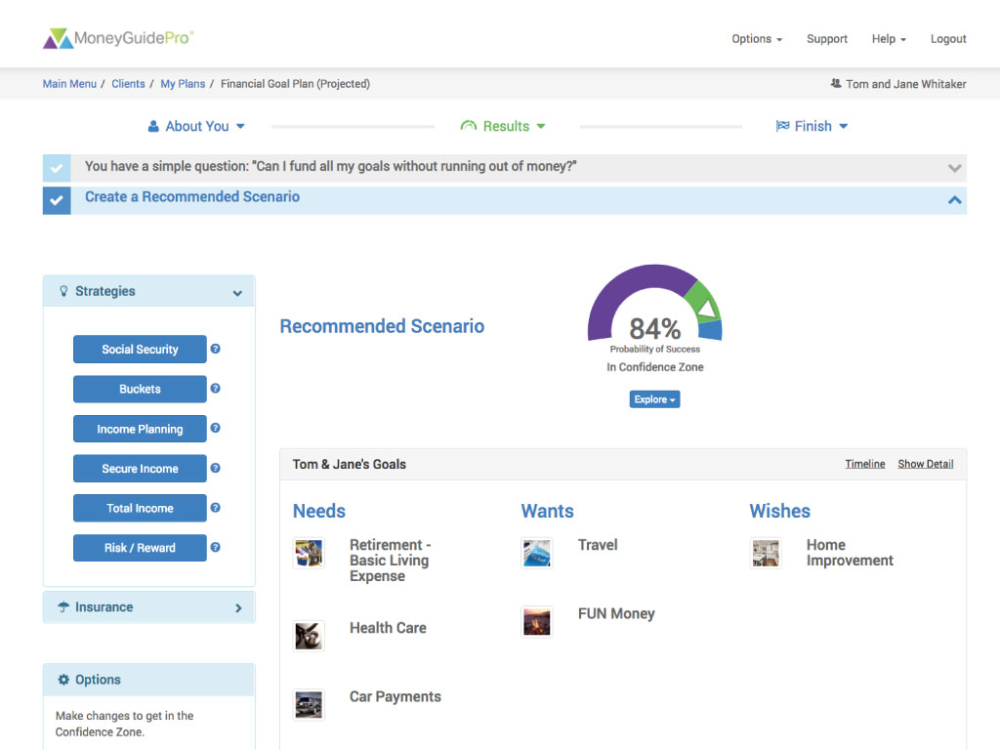 MoneyGuidePro®
Options
Support
Help
Logout
Main Menu / Clients / My Plans / Financial Goal Plan (Projected)
Tom and Jane Whitaker
About You
Results
Finish
You have a simple question: "Can I fund all my goals without running out of money?"
Create a Recommended Scenario
Strategies
Social Security ?
Buckets ?
Income Planning ?
Secure Income ?
Total Income ?
Risk / Reward ?
Insurance
Options
Make changes to get in the
Confidence Zone.
Recommended Scenario
84%
Probability of Success
In Confidence Zone
Explore
Tom & Jane's Goals
Timeline
Show Detail
Needs
Retirement -
Basic Living
Expense
Health Care
Car Payments
Wants
Travel
FUN Money
Wishes
Home
Improvement